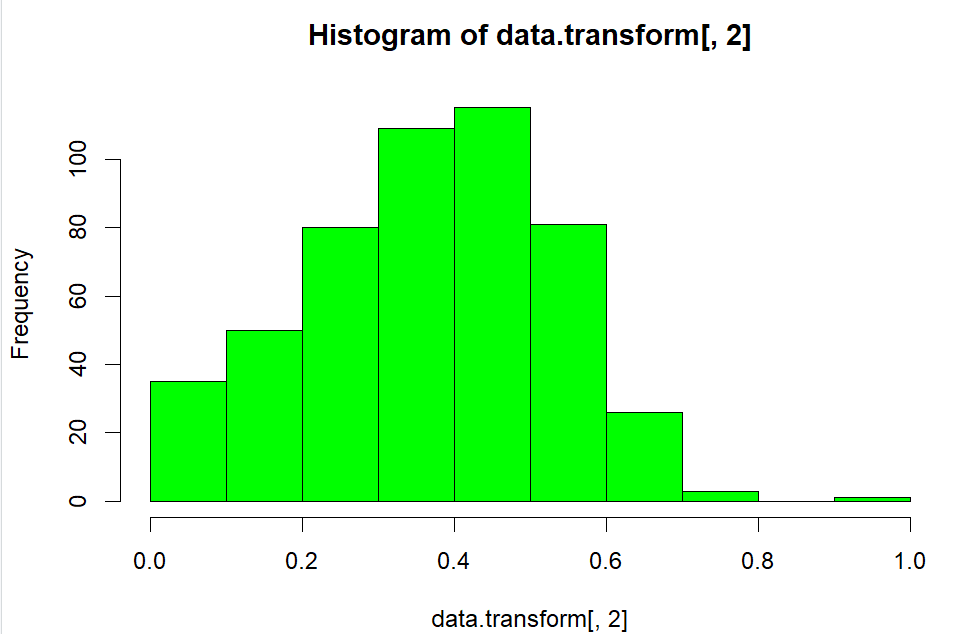 Histogram of data.transform[, 2]
Frequency
100
80
60
40
20
0
0.0 0.2 0.4 0.6 0.8 1.0
data.transform[, 2]